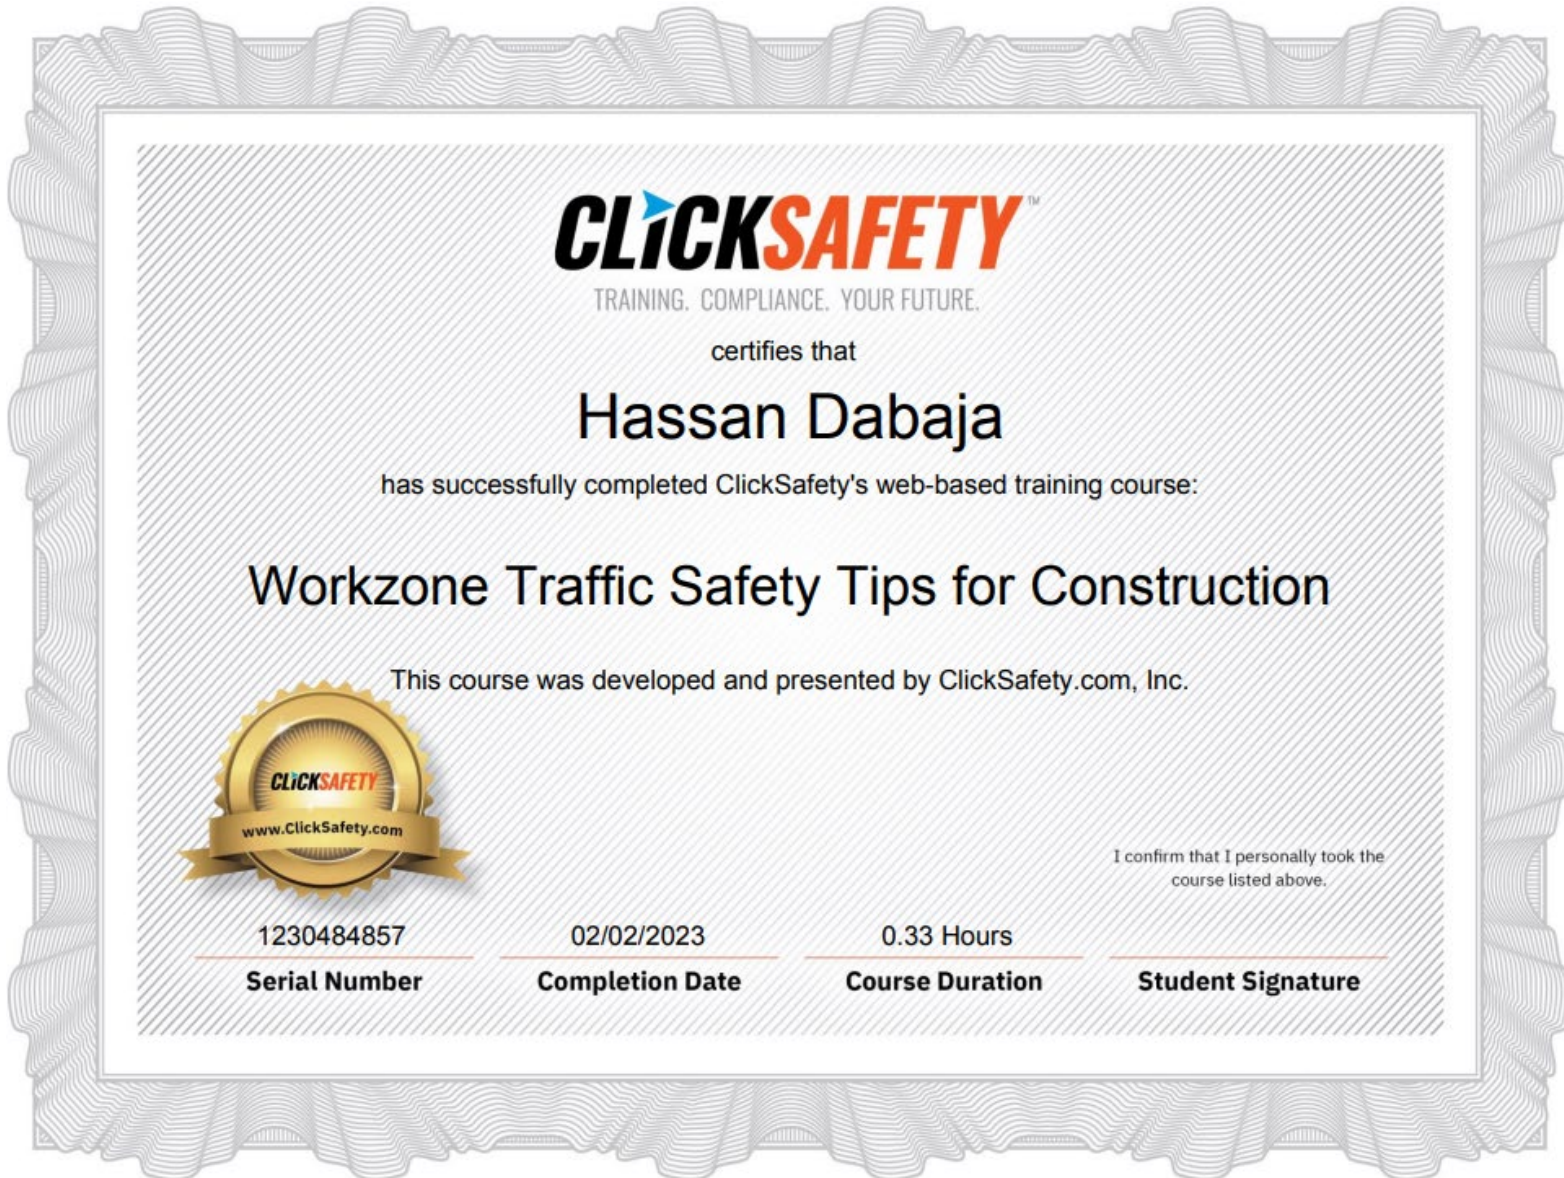 CLICKSAFETY™
TRAINING. COMPLIANCE. YOUR FUTURE.
certifies that
Hassan Dabaja
has successfully completed ClickSafety's web-based training course:
Workzone Traffic Safety Tips for Construction
This course was developed and presented by ClickSafety.com, Inc.
CLICKSAFETY
www.ClickSafety.com
I confirm that I personally took the
course listed above.
1230484857 02/02/2023 0.33 Hours
Serial Number Completion Date Course Duration Student Signature